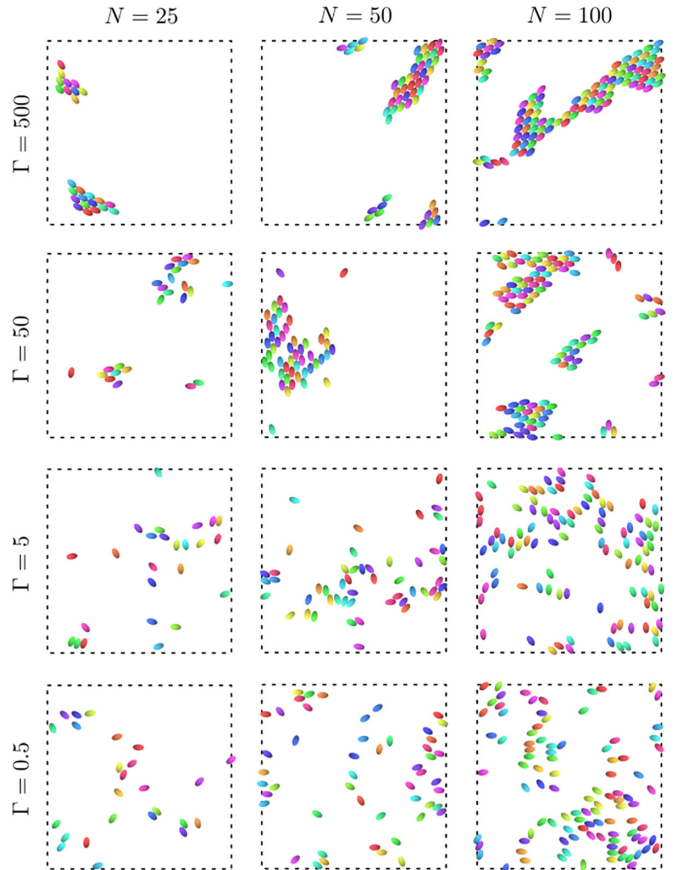 N = 25 N = 50 N = 100
Γ = 500
Γ = 50
Γ = 5
Γ = 0.5